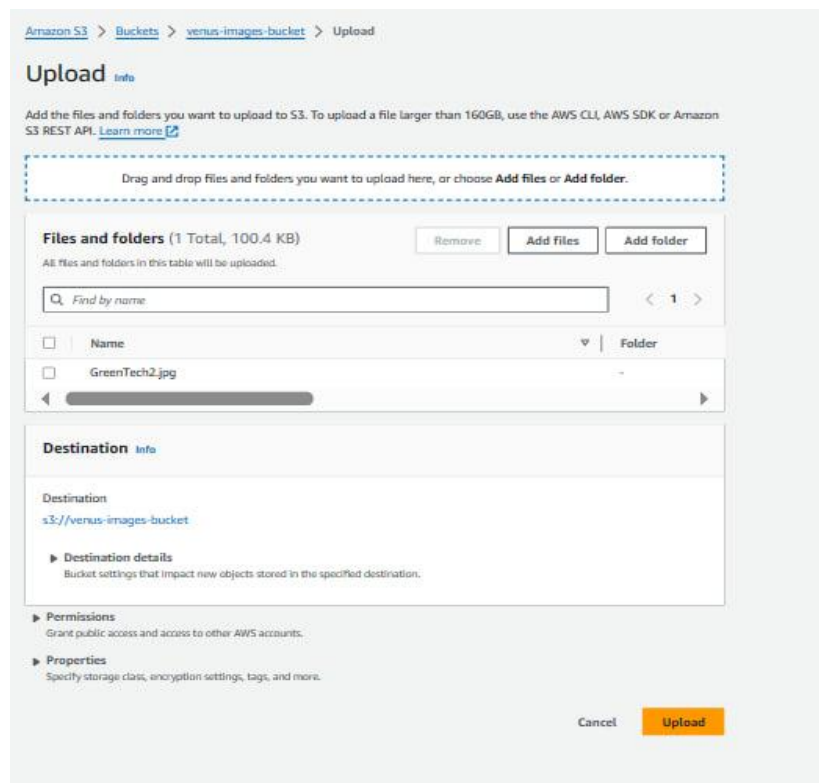 Amazon S3 > Buckets > venus-images-bucket > Upload
Upload Info
Add the files and folders you want to upload to S3. To upload a file larger than 160GB, use the AWS CLI, AWS SDK or Amazon
S3 REST API. Learn more
Drag and drop files and folders you want to upload here, or choose Add files or Add folder.
Files and folders (1 Total, 100.4 KB)
Remove
Add files
Add folder
All files and folders in this table will be uploaded.
Find by name
< 1 >
Name
Folder
GreenTech2.jpg
-
Destination Info
Destination
s3://venus-images-bucket
Destination details
Bucket settings that impact new objects stored in the specified destination.
Permissions
Grant public access and access to other AWS accounts.
Properties
Specify storage class, encryption settings, tags, and more.
Cancel
Upload